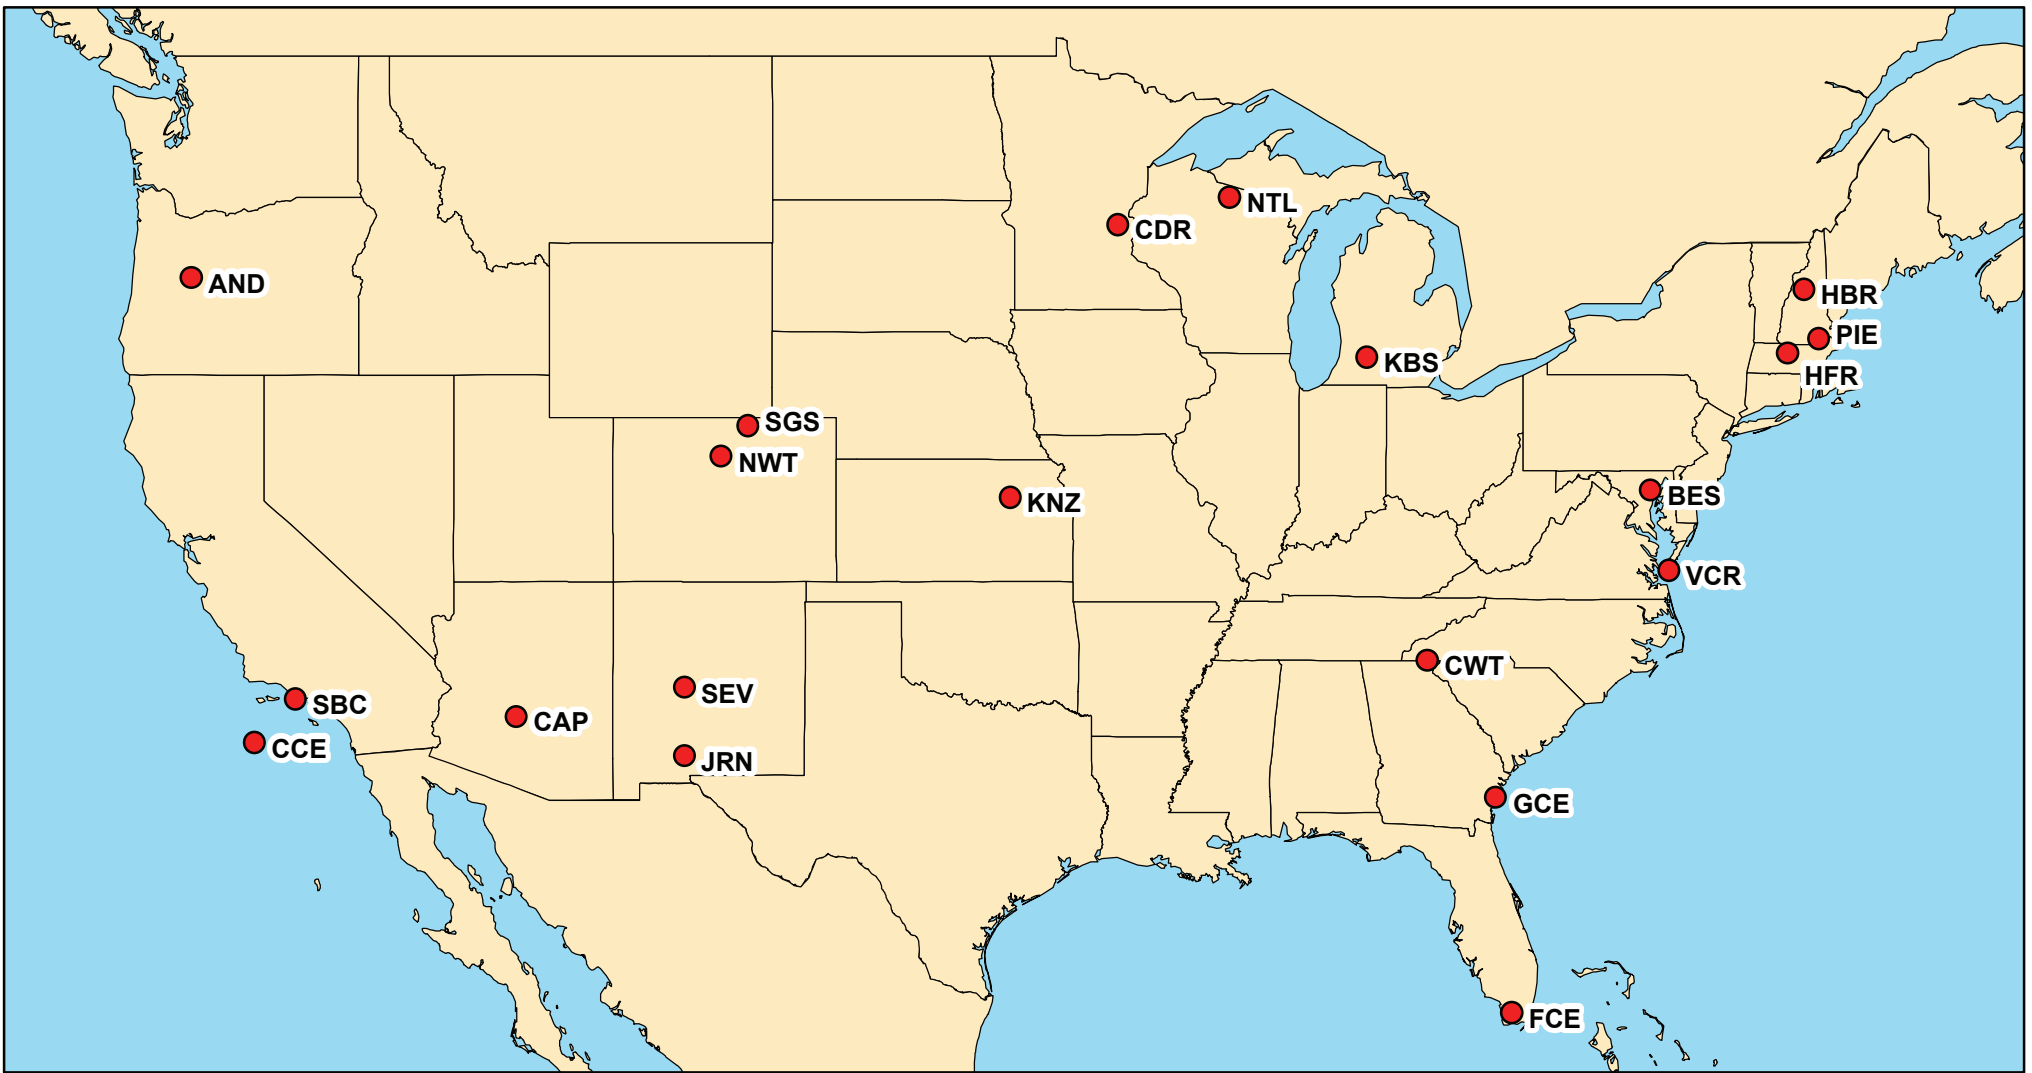 NTL
CDR
AND
HBR
PIE
KBS
HFR
SGS
NWT
BES
KNZ
VCR
CWT
SEV
SBC
CAP
CCE
JRN
GCE
FCE